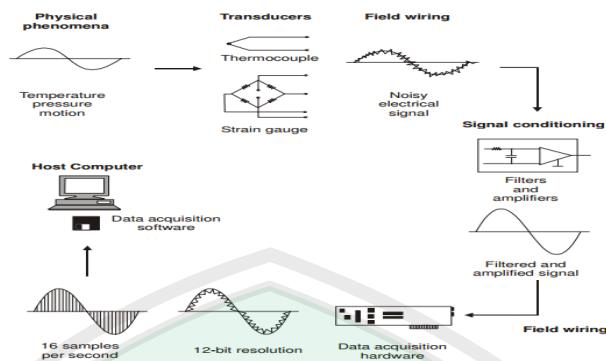 Physical
phenomena
Transducers
Field wiring
Thermocouple
Temperature
pressure
motion
Strain gauge
Noisy
electrical
signal
Signal conditioning
Filters
and
amplifiers
Filtered and
amplified signal
Field wiring
Data acquisition
hardware
12-bit resolution
16 samples
per second
Host Computer
Data acquisition
software